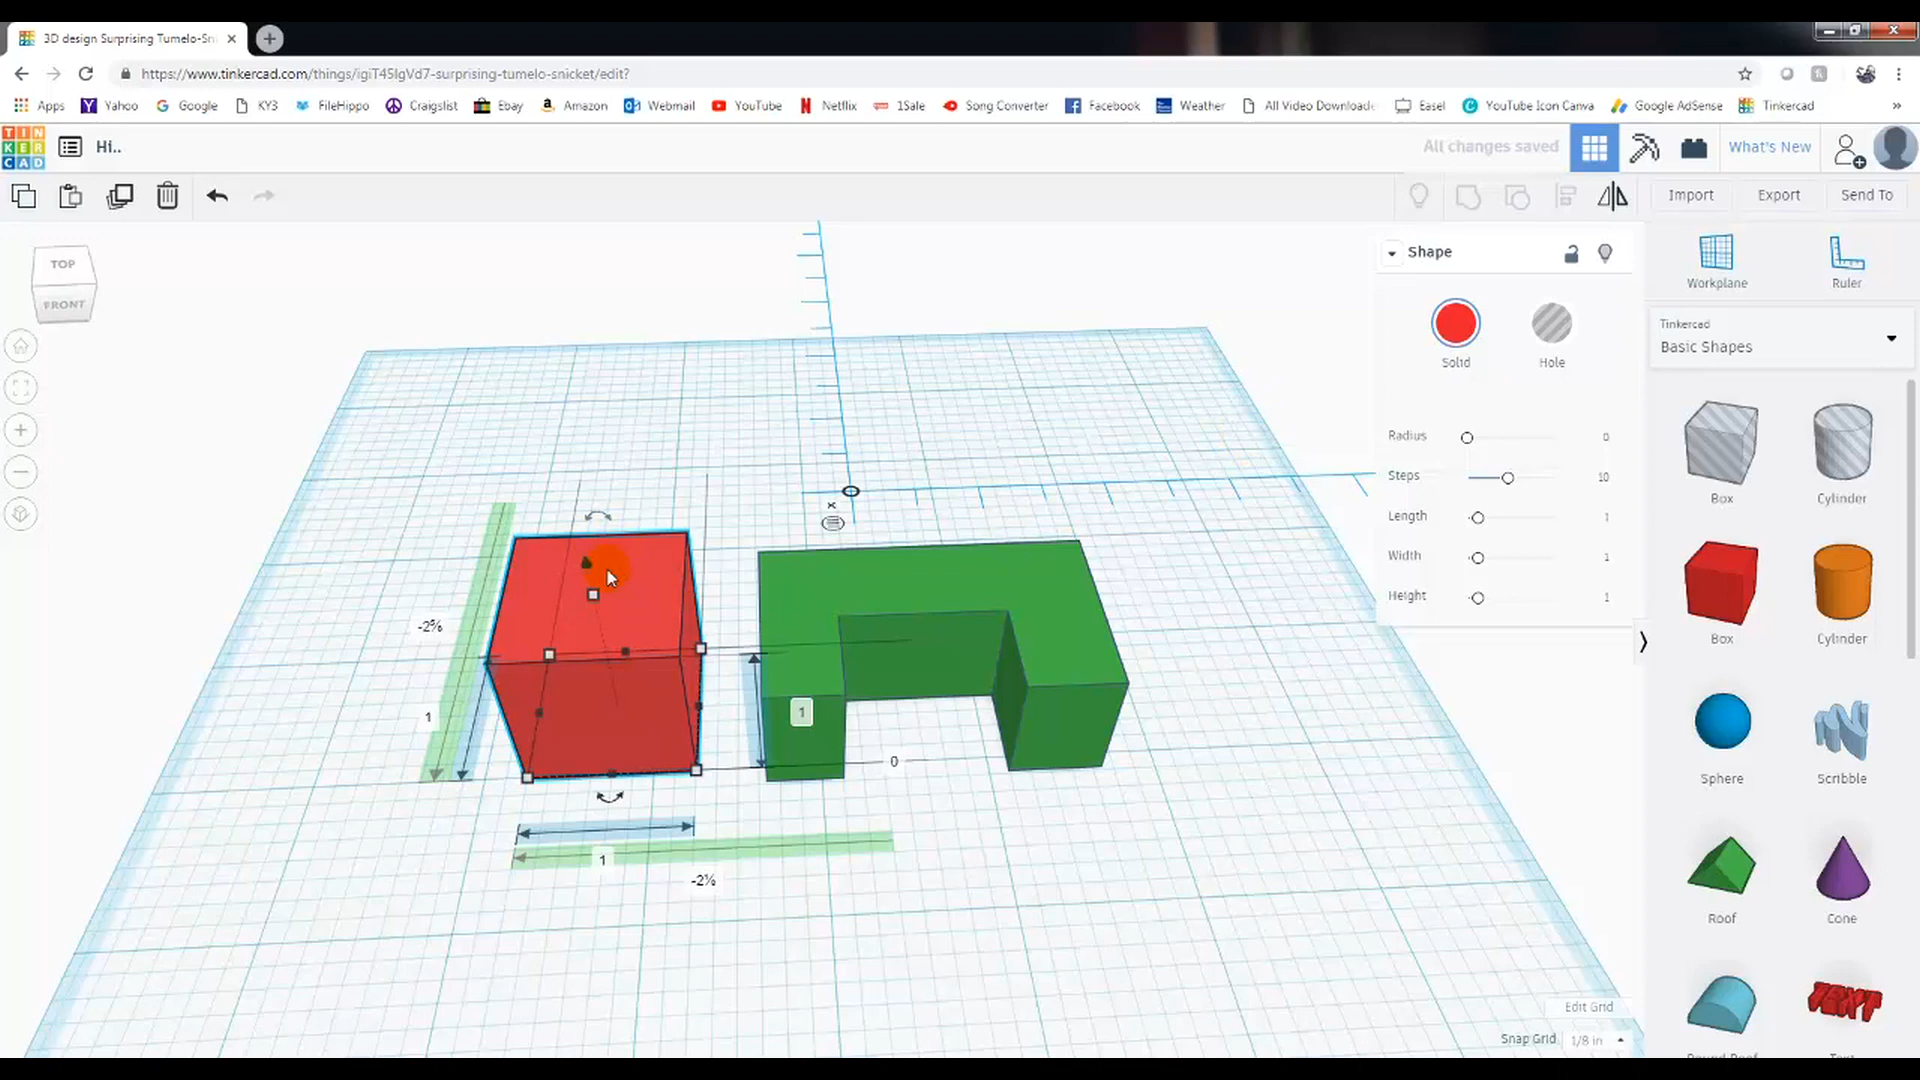 3D design Surprising Tumelo-Sn
https://www.tinkercad.com/things/igiT45lgVd7-surprising-tumelo-snicket/edit?
Apps Yahoo Google KY3 FileHippo Craigslist Ebay Amazon Webmail YouTube Netflix 1Sale Song Converter Facebook Weather All Video Downloade Easel YouTube Icon Canva Google AdSense Tinkercad »
TIN
KER
CAD
Hi..
All changes saved
What's New
Import Export Send To
TOP
FRONT
Shape
Solid Hole
Radius 0
Steps 10
Length 1
Width 1
Height 1
Workplane Ruler
Tinkercad
Basic Shapes
Box Cylinder
Box Cylinder
Sphere Scribble
Roof Cone
TEXT
1
1
1
0
Edit Grid
Snap Grid 1/8 in